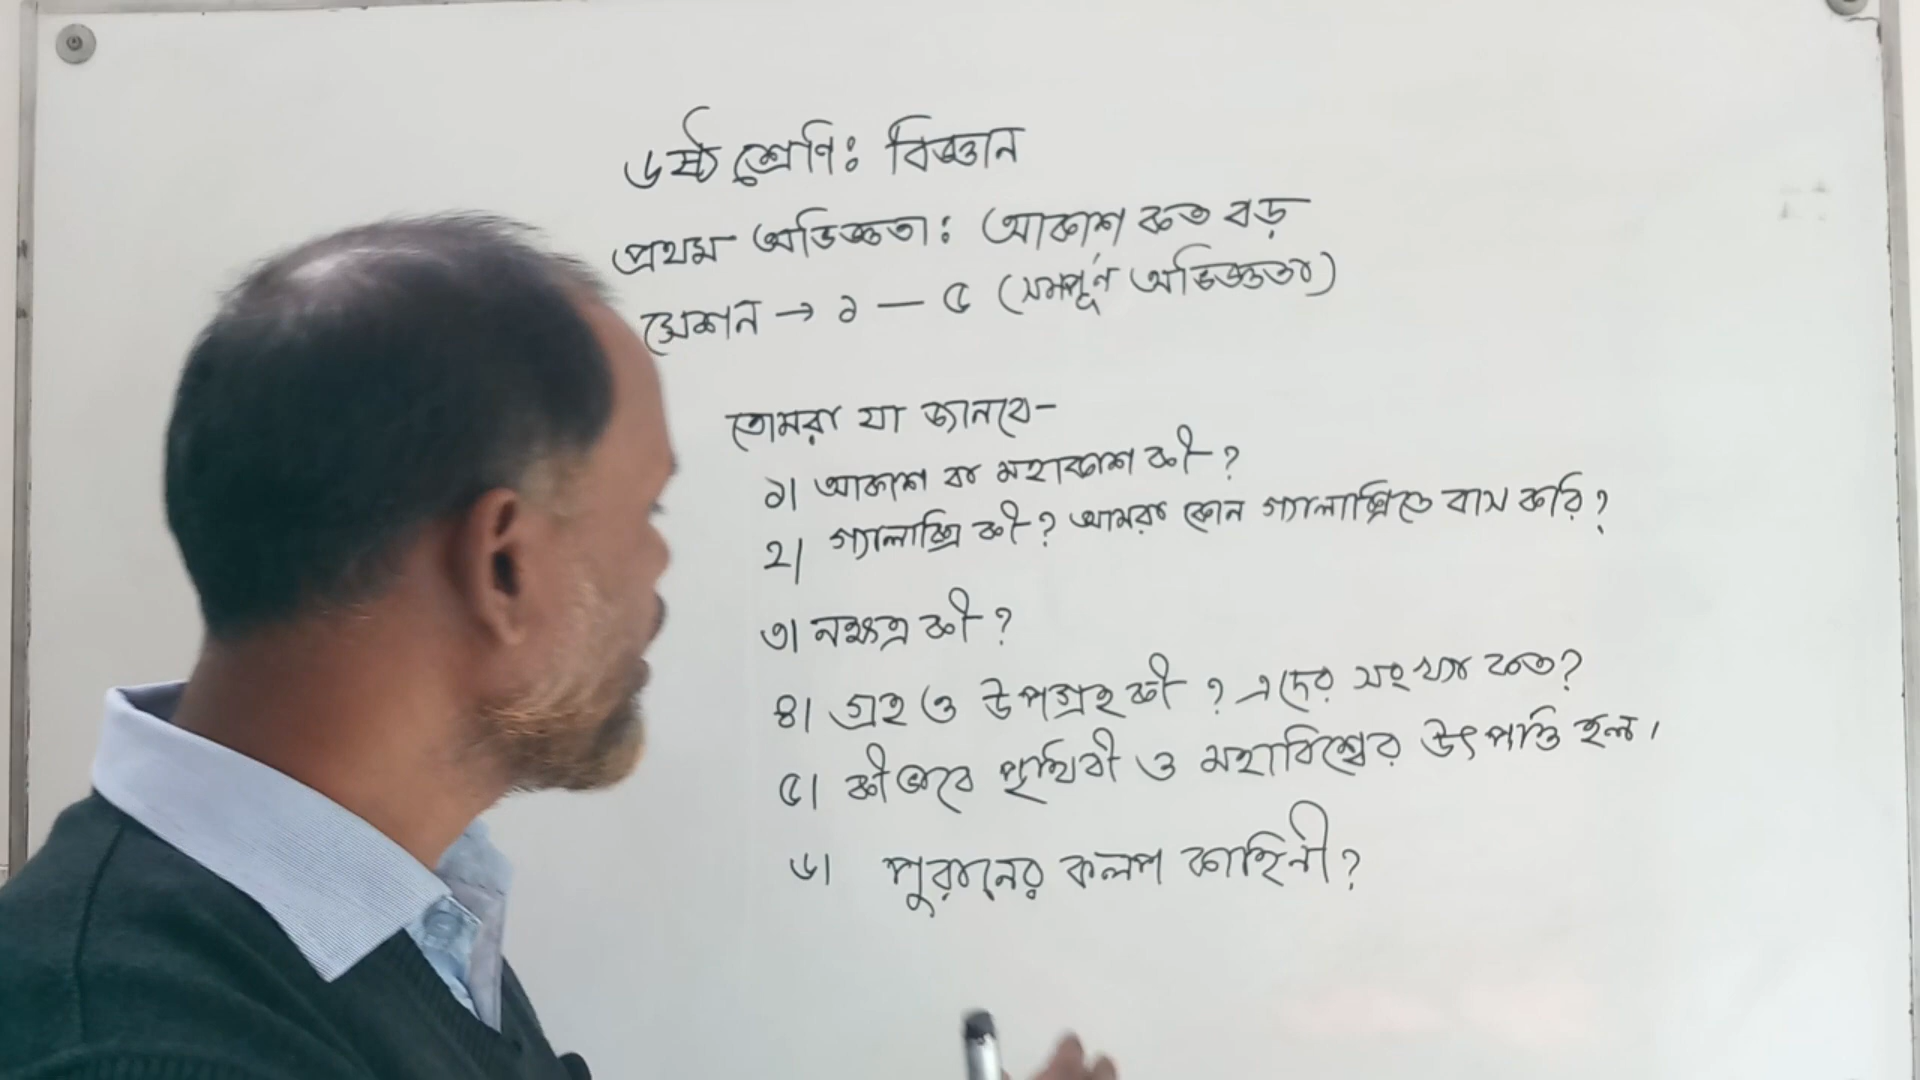 ৬ষ্ঠ শ্রেণিঃ বিজ্ঞান
প্রথম অভিজ্ঞতা: আকাশ কত বড়
সেশন → ১ — ৫ (সম্পূর্ণ অভিজ্ঞতা)
তোমরা যা জানবে-
১। আকাশ বা মহাকাশ কী?
২। গ্যালাক্সি কী? আমরা কোন গ্যালাক্সিতে বাস করি?
৩। নক্ষত্র কী?
৪। গ্রহ ও উপগ্রহ কী? এদের সংখ্যা কত?
৫। কীভাবে পৃথিবী ও মহাবিশ্বের উৎপত্তি হল।
৬। পুরানের কল্প কাহিনী?